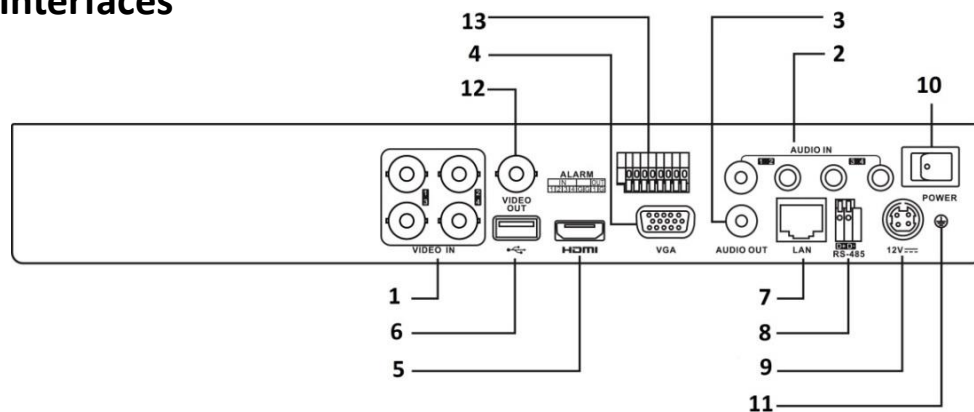 Interfaces
13
3
4
2
12
10
AUDIO IN
1 2
3 4
ALARM
IN OUT
1 2 3 4 G G 1 G
VIDEO OUT
POWER
VIDEO IN
HDMI
VGA
AUDIO OUT
LAN
D+ D-
RS-485
12V
1
7
6
8
5
9
11